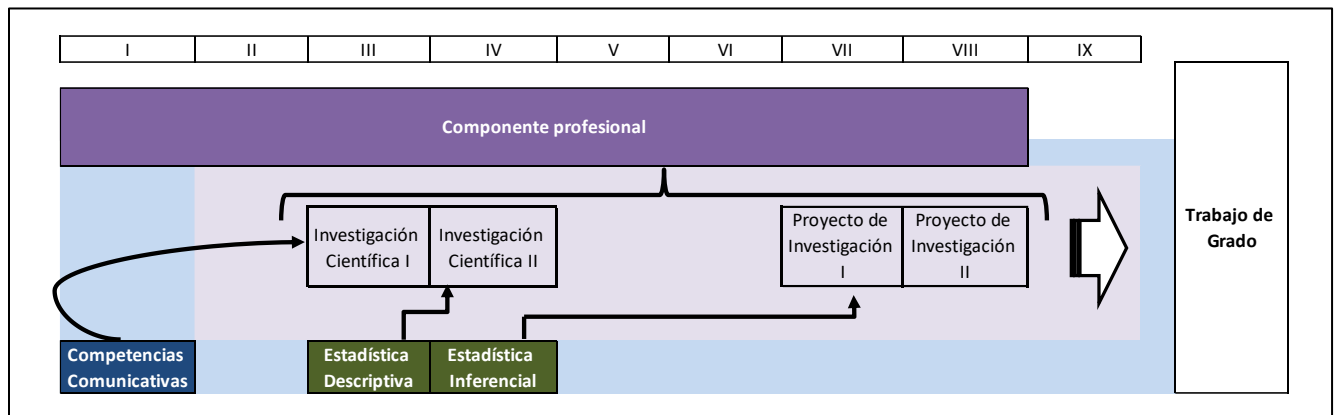 I II III IV V VI VII VIII IX
Componente profesional
Investigación
Científica I
Investigación
Científica II
Proyecto de
Investigación
I
Proyecto de
Investigación
II
Trabajo de
Grado
Competencias
Comunicativas
Estadística
Descriptiva
Estadística
Inferencial